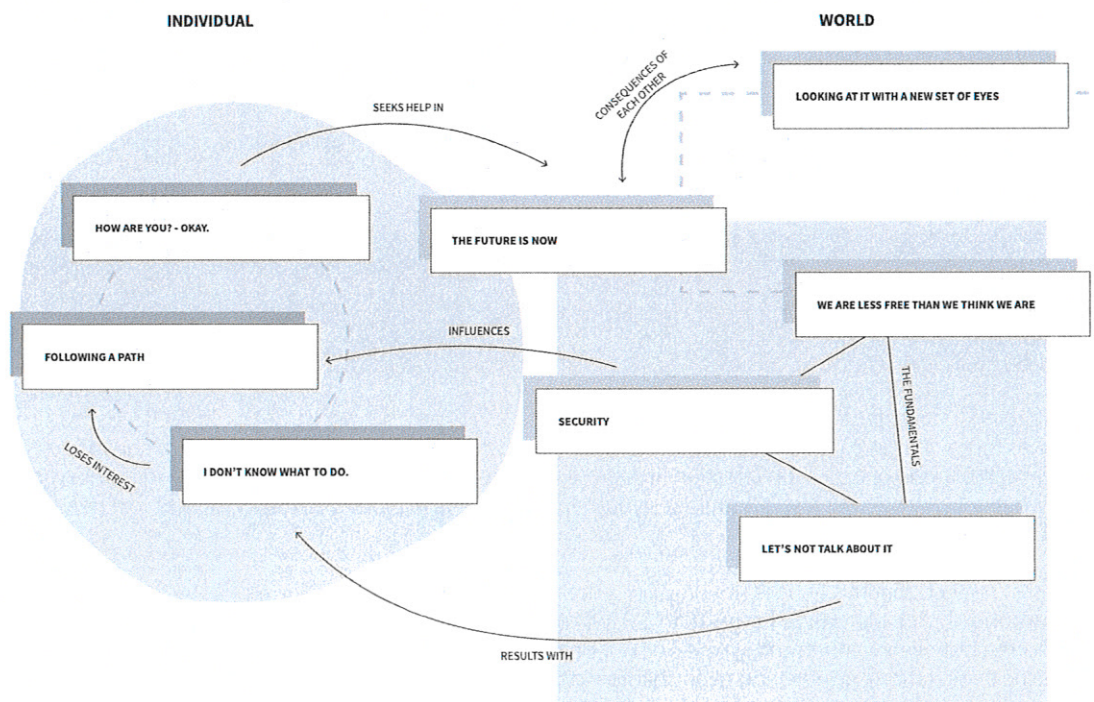 INDIVIDUAL
WORLD
CONSEQUENCES OF
EACH OTHER
LOOKING AT IT WITH A NEW SET OF EYES
SEEKS HELP IN
HOW ARE YOU? - OKAY.
THE FUTURE IS NOW
WE ARE LESS FREE THAN WE THINK WE ARE
INFLUENCES
FOLLOWING A PATH
THE FUNDAMENTALS
SECURITY
LOSES INTEREST
I DON'T KNOW WHAT TO DO.
LET'S NOT TALK ABOUT IT
RESULTS WITH